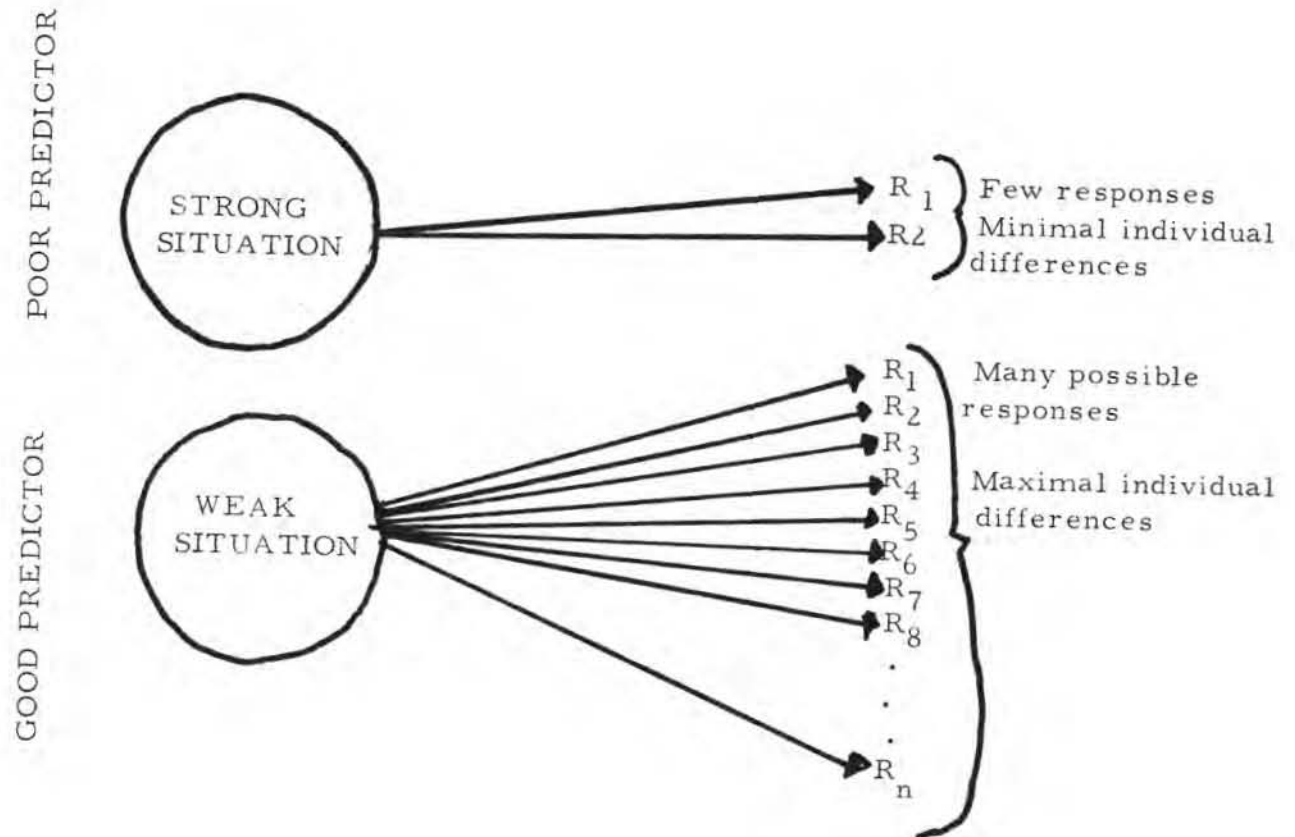 POOR PREDICTOR
STRONG
SITUATION
R1
R2
Few responses
Minimal individual
differences
GOOD PREDICTOR
WEAK
SITUATION
R1
R2
R3
R4
R5
R6
R7
R8
.
.
.
Rn
Many possible
responses
Maximal individual
differences